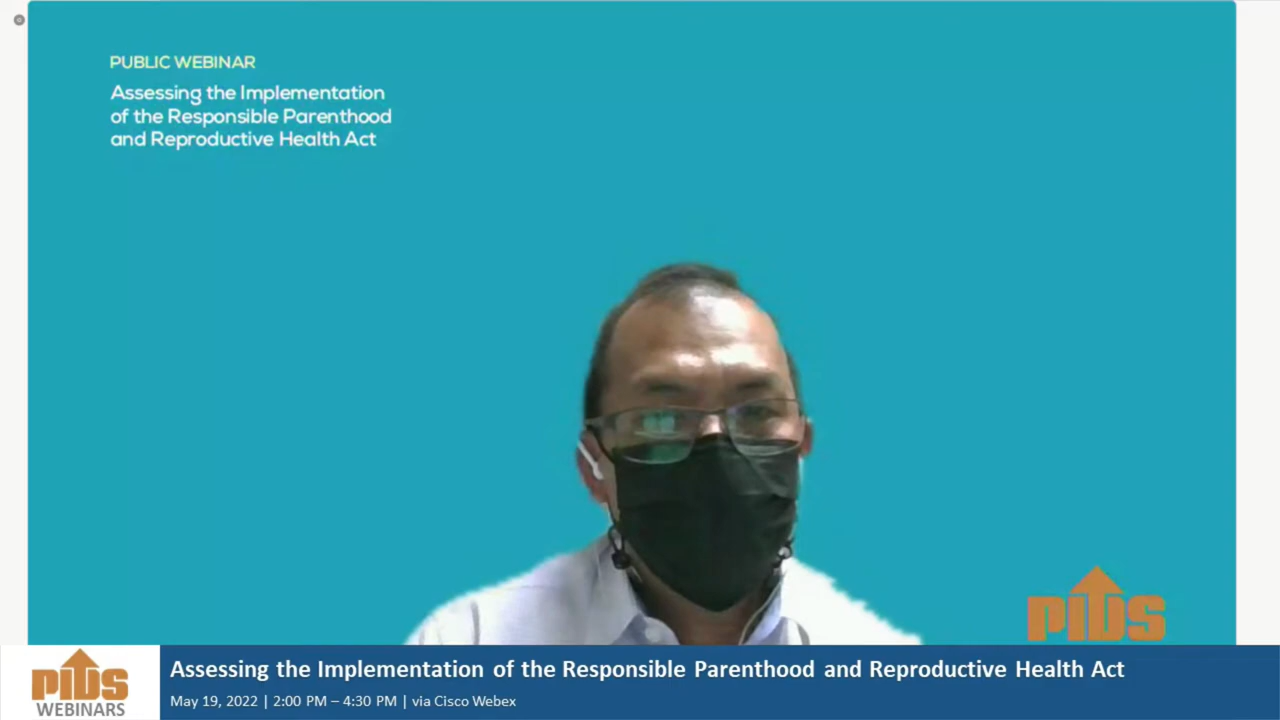 PUBLIC WEBINAR
Assessing the Implementation
of the Responsible Parenthood
and Reproductive Health Act
PIDS
PIDS
WEBINARS
Assessing the Implementation of the Responsible Parenthood and Reproductive Health Act
May 19, 2022 | 2:00 PM – 4:30 PM | via Cisco Webex